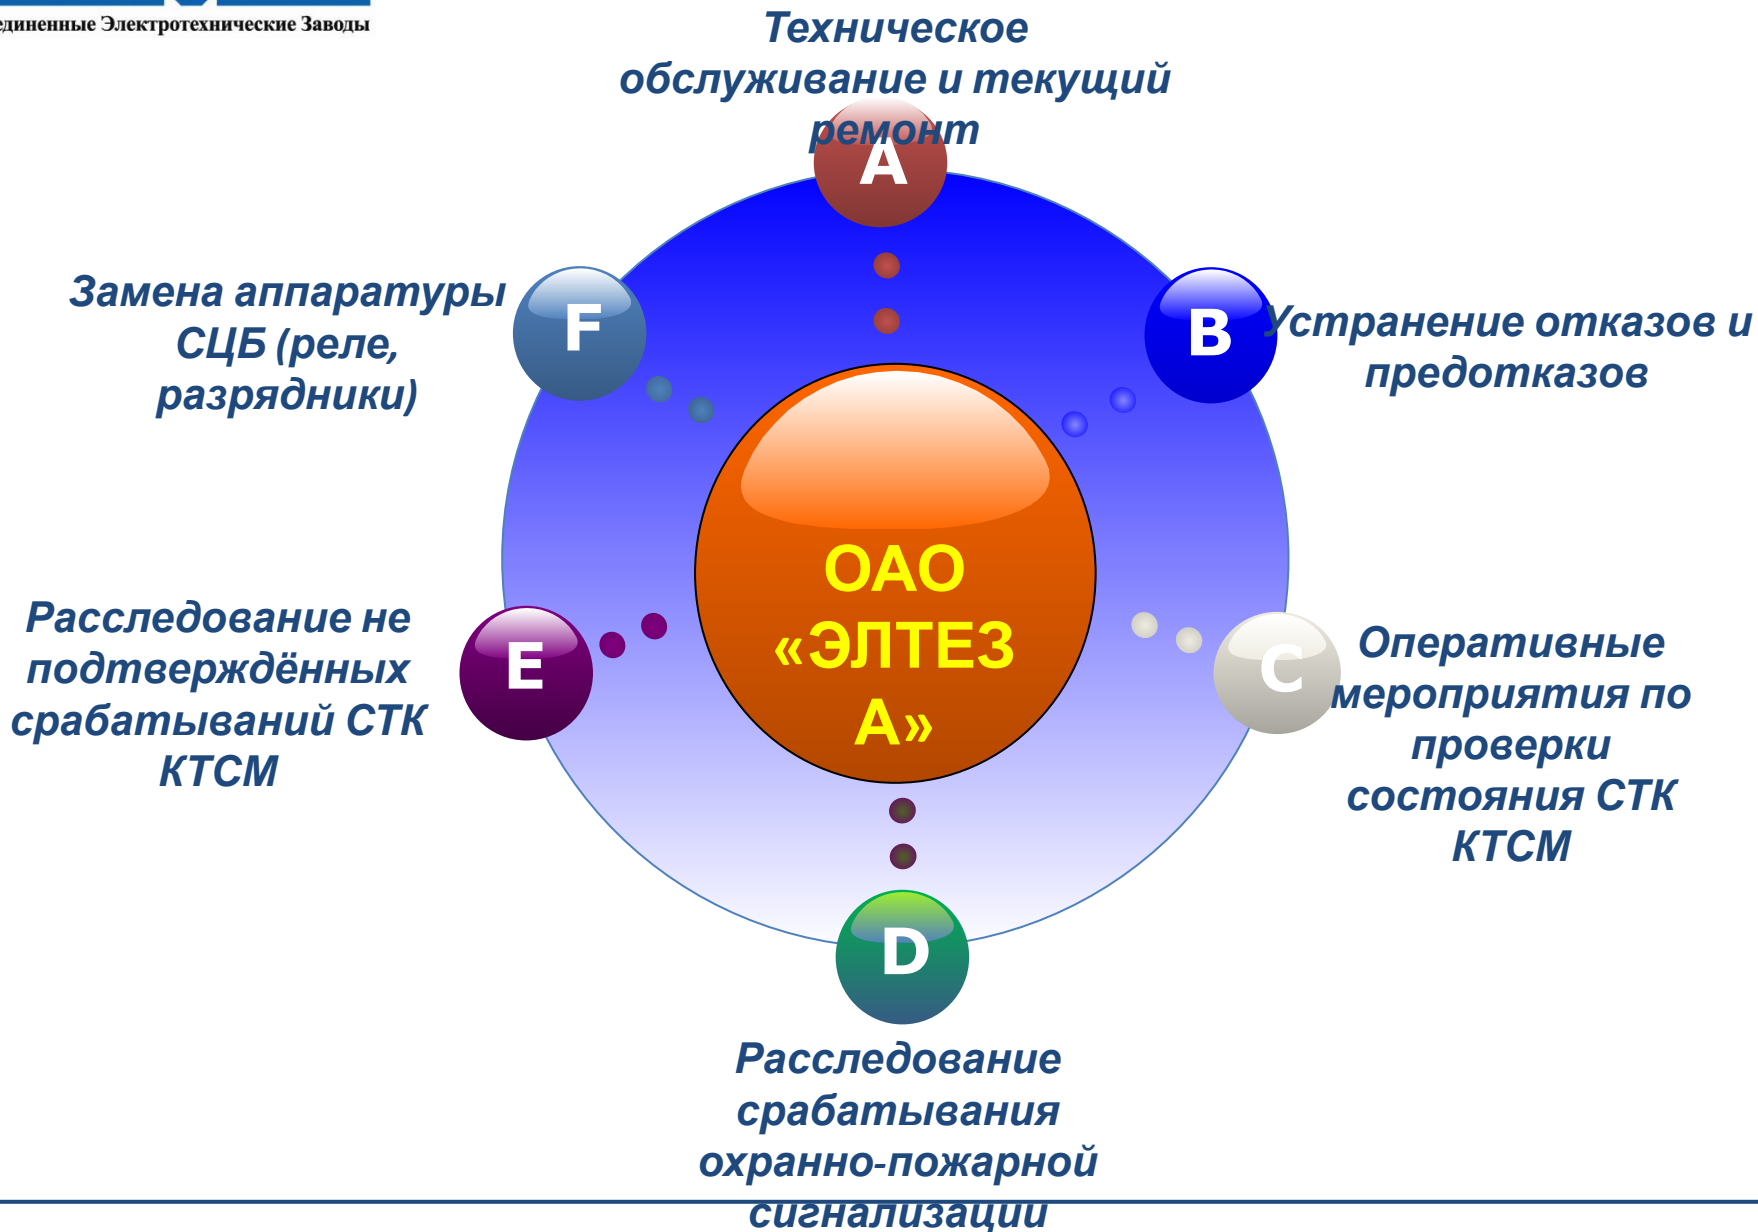 единенные Электротехнические Заводы
Техническое
обслуживание и текущий
ремонт
A
Замена аппаратуры
СЦБ (реле,
разрядники)
F
B
Устранение отказов и
предотказов
ОАО
«ЭЛТЕЗ
А»
Расследование не
подтверждённых
срабатываний СТК
КТСМ
E
C
Оперативные
мероприятия по
проверки
состояния СТК
КТСМ
D
Расследование
срабатывания
охранно-пожарной
сигнализации